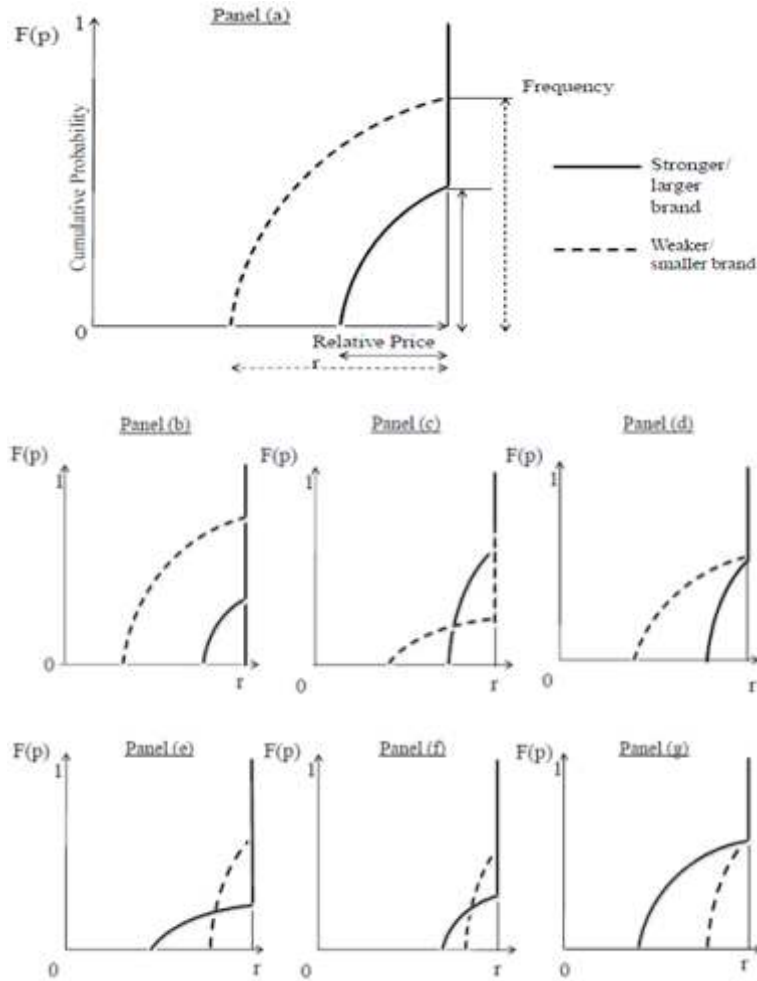 Panel (a)
F(p)
1
Cumulative Probability
0
Frequency
Relative Price
r
Stronger/
larger
brand
Weaker/
smaller brand
Panel (b)
F(p)
1
0
r
Panel (c)
F(p)
1
0
r
Panel (d)
F(p)
1
0
r
Panel (e)
F(p)
1
0
r
Panel (f)
F(p)
1
0
r
Panel (g)
F(p)
1
0
r